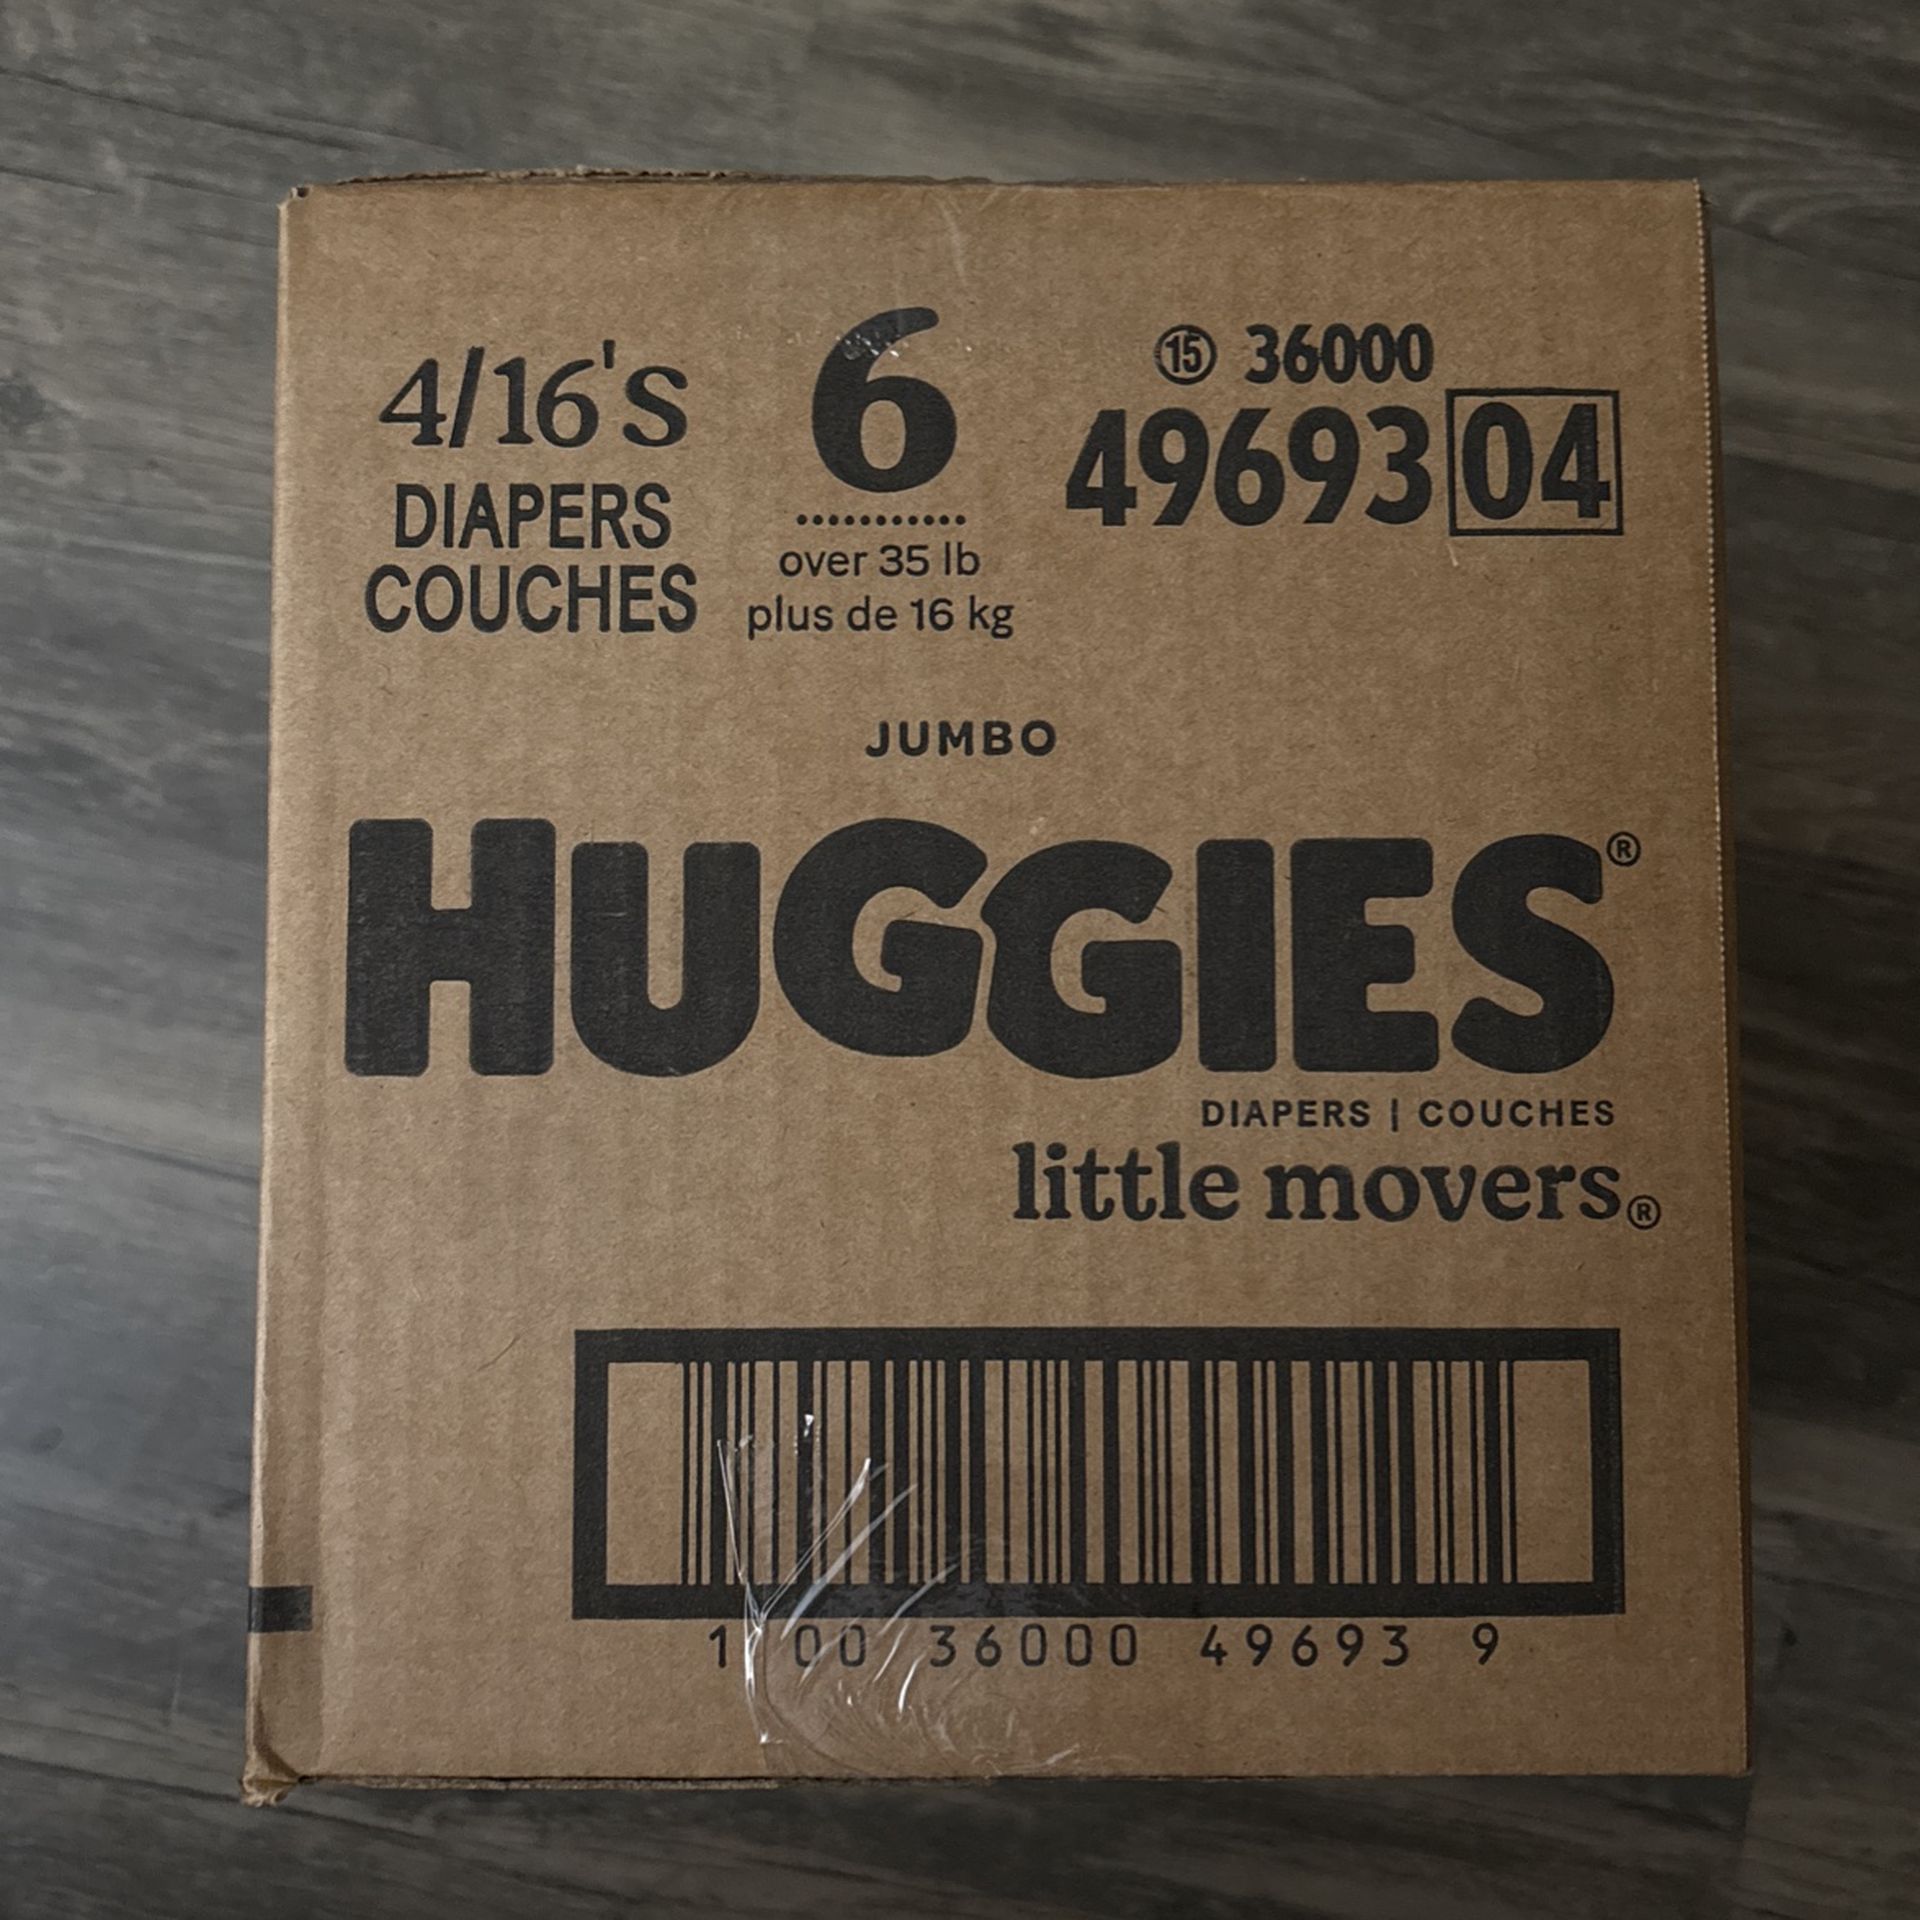 4/16's
DIAPERS
COUCHES
6
over 35 lb
plus de 16 kg
15 36000
49693 04
JUMBO
HUGGIES®
DIAPERS | COUCHES
little movers®
1 00 36000 49693 9